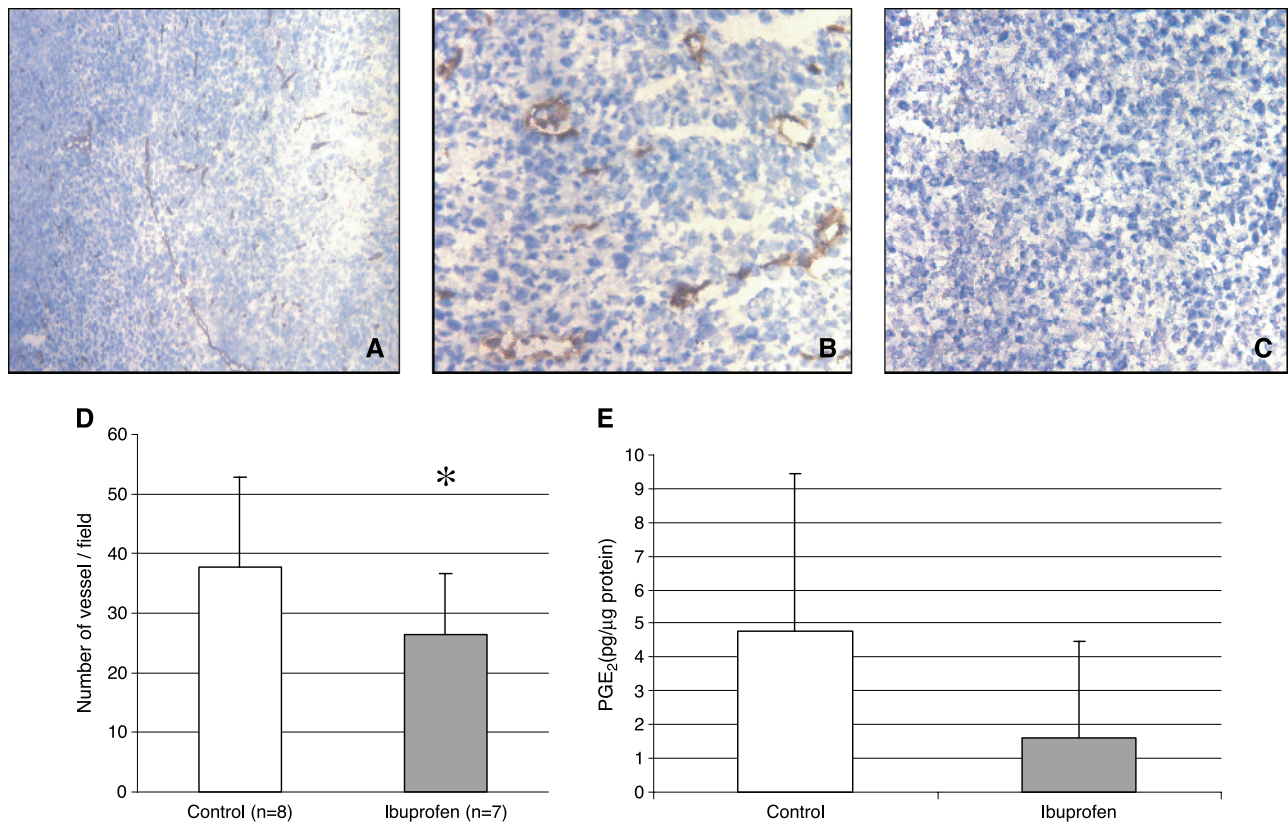 A
B
C
D
60
50
40
30
20
10
0
Number of vessel / field
*
Control (n=8) Ibuprofen (n=7)
E
10
9
8
7
6
5
4
3
2
1
0
PGE₂(pg/μg protein)
Control Ibuprofen